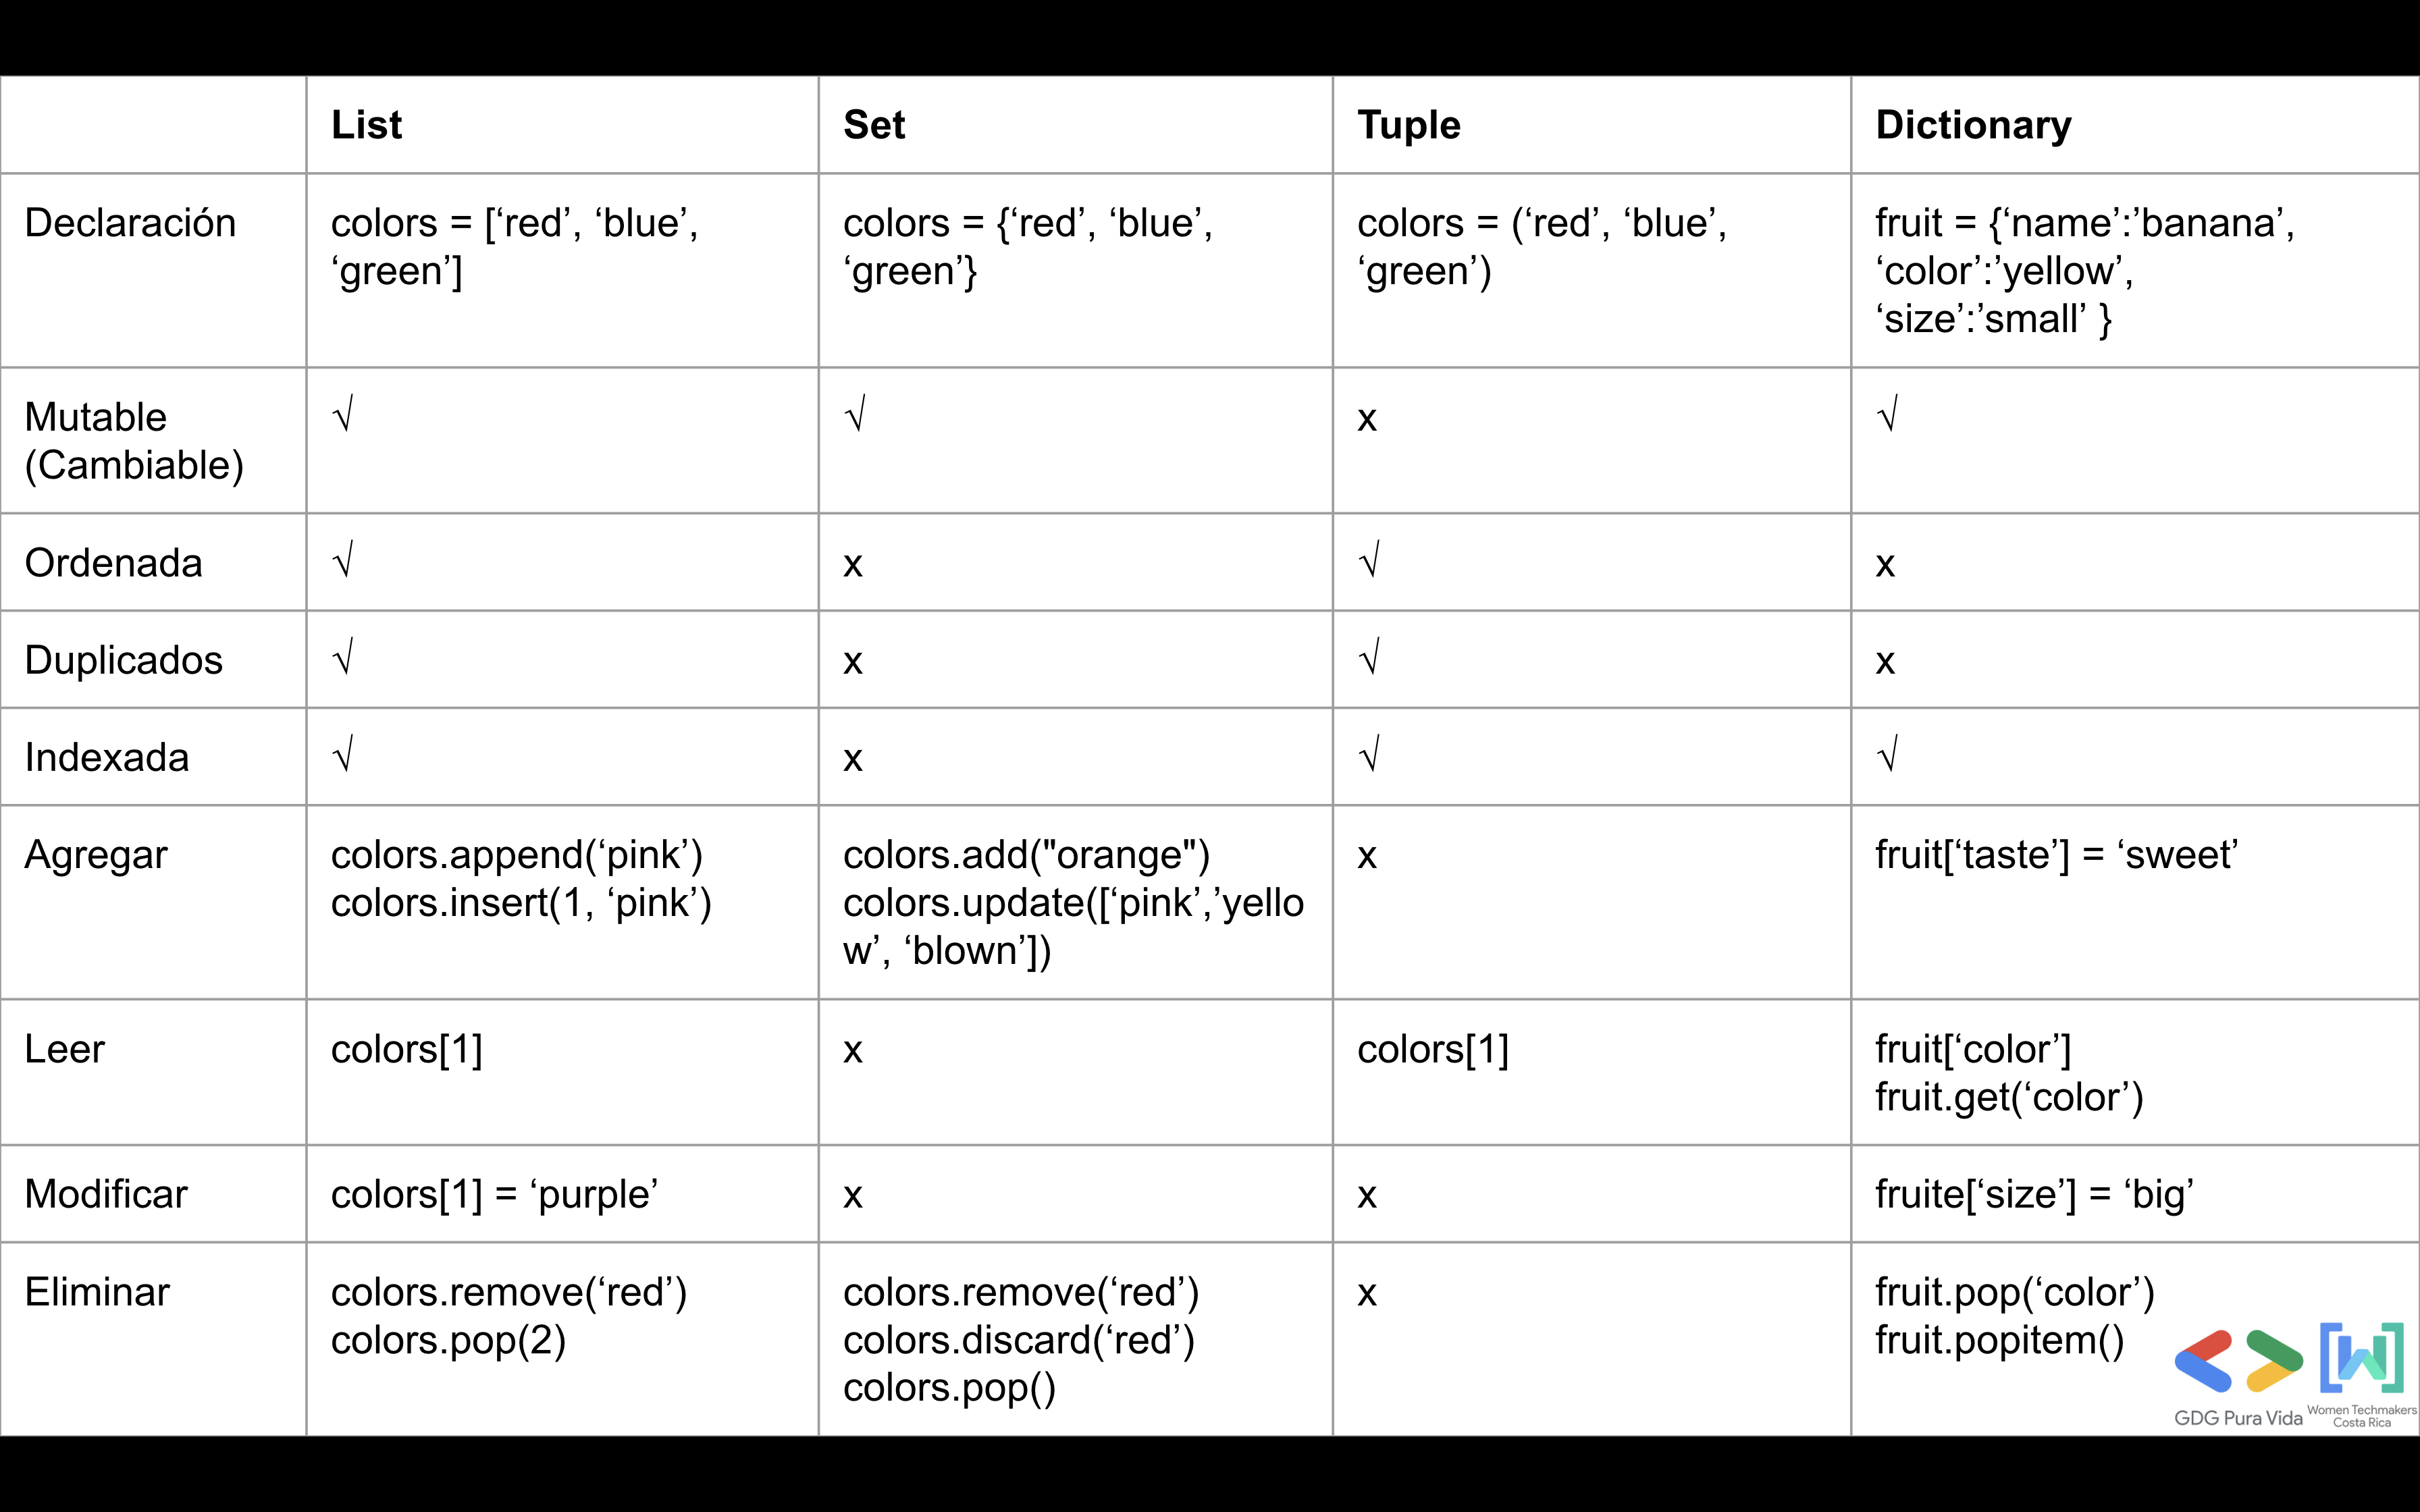 List
Set
Tuple
Dictionary
Declaración
colors = [‘red’, ‘blue’,
‘green’]
colors = {‘red’, ‘blue’,
‘green’}
colors = (‘red’, ‘blue’,
‘green’)
fruit = {‘name’:’banana’,
‘color’:’yellow’,
‘size’:’small’ }
Mutable
(Cambiable)
√
√
x
√
Ordenada
√
x
√
x
Duplicados
√
x
√
x
Indexada
√
x
√
√
Agregar
colors.append(‘pink’)
colors.insert(1, ‘pink’)
colors.add("orange")
colors.update([‘pink’,’yello
w’, ‘blown’])
x
fruit[‘taste’] = ‘sweet’
Leer
colors[1]
x
colors[1]
fruit[‘color’]
fruit.get(‘color’)
Modificar
colors[1] = ‘purple’
x
x
fruite[‘size’] = ‘big’
Eliminar
colors.remove(‘red’)
colors.pop(2)
colors.remove(‘red’)
colors.discard(‘red’)
colors.pop()
x
fruit.pop(‘color’)
fruit.popitem()
GDG Pura Vida
Women Techmakers
Costa Rica